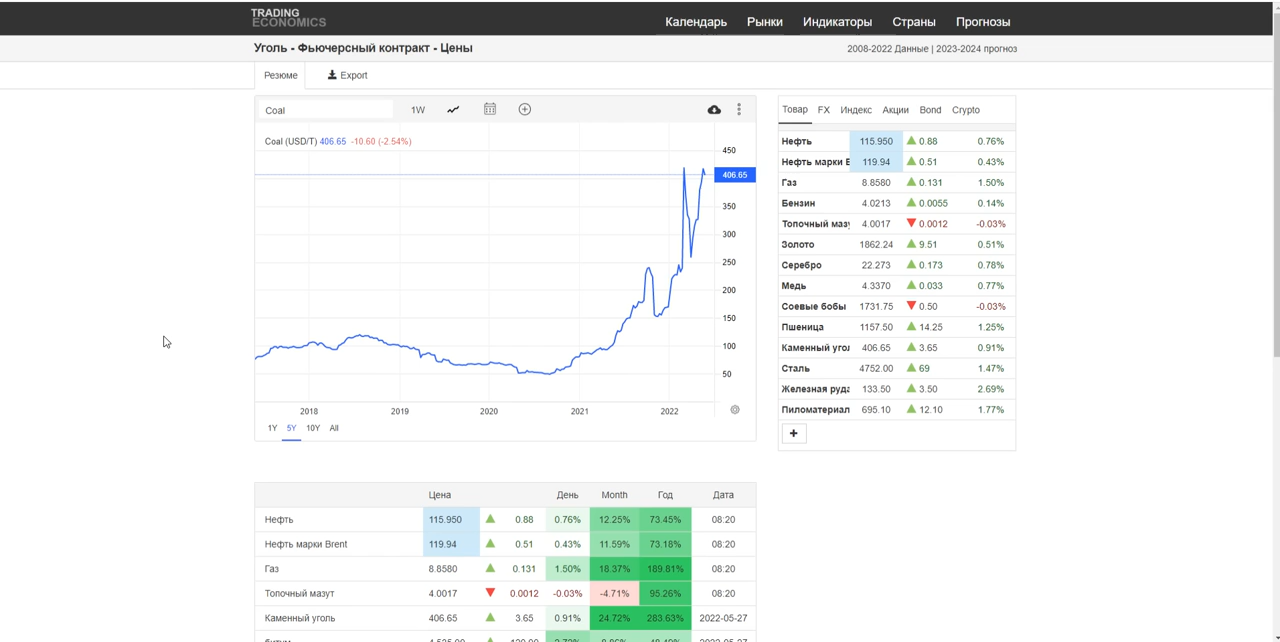 TRADING
ECONOMICS
Календарь Рынки Индикаторы Страны Прогнозы
Уголь - Фьючерсный контракт - Цены
2008-2022 Данные | 2023-2024 прогноз
Резюме Export
Coal 1W
Coal (USD/T) 406.65 -10.60 (-2.54%)
450
406.65
350
300
250
200
150
100
50
2018 2019 2020 2021 2022
1Y 5Y 10Y All
Товар FX Индекс Акции Bond Crypto
Нефть 115.950 0.88 0.76%
Нефть марки B 119.94 0.51 0.43%
Газ 8.8580 0.131 1.50%
Бензин 4.0213 0.0055 0.14%
Топочный мазу 4.0017 0.0012 -0.03%
Золото 1862.24 9.51 0.51%
Серебро 22.273 0.173 0.78%
Медь 4.3370 0.033 0.77%
Соевые бобы 1731.75 0.50 -0.03%
Пшеница 1157.50 14.25 1.25%
Каменный угол 406.65 3.65 0.91%
Сталь 4752.00 69 1.47%
Железная руда 133.50 3.50 2.69%
Пиломатериал 695.10 12.10 1.77%
+
Цена День Month Год Дата
Нефть 115.950 0.88 0.76% 12.25% 73.45% 08:20
Нефть марки Brent 119.94 0.51 0.43% 11.59% 73.18% 08:20
Газ 8.8580 0.131 1.50% 18.37% 189.81% 08:20
Топочный мазут 4.0017 0.0012 -0.03% -4.71% 95.26% 08:20
Каменный уголь 406.65 3.65 0.91% 24.72% 283.63% 2022-05-27